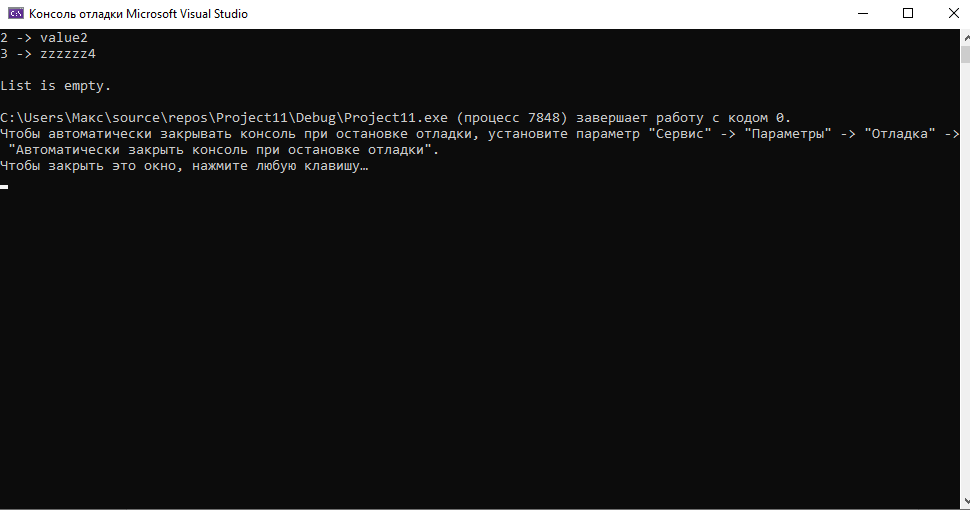 Консоль отладки Microsoft Visual Studio
2 -> value2
3 -> zzzzzz4
List is empty.
C:\Users\Макс\source\repos\Project11\Debug\Project11.exe (процесс 7848) завершает работу с кодом 0.
Чтобы автоматически закрывать консоль при остановке отладки, установите параметр "Сервис" -> "Параметры" -> "Отладка" ->
"Автоматически закрыть консоль при остановке отладки".
Чтобы закрыть это окно, нажмите любую клавишу…